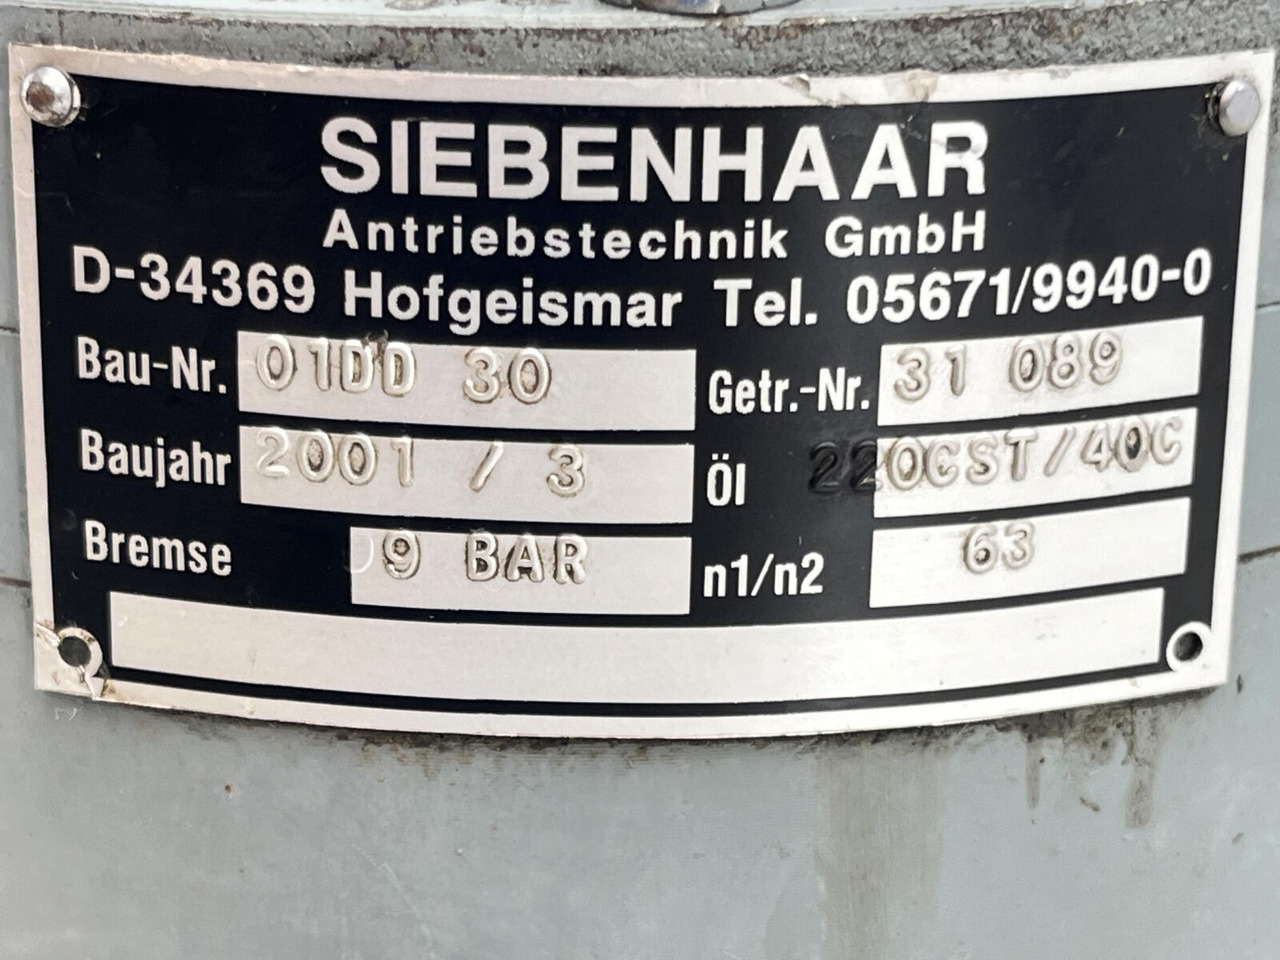 SIEBENHAAR
Antriebstechnik GmbH
D-34369 Hofgeismar Tel. 05671/9940-0
Bau-Nr. 01DD 30 Getr.-Nr. 31 089
Baujahr 2001 / 3 Öl 220CST/40C
Bremse 9 BAR n1/n2 63